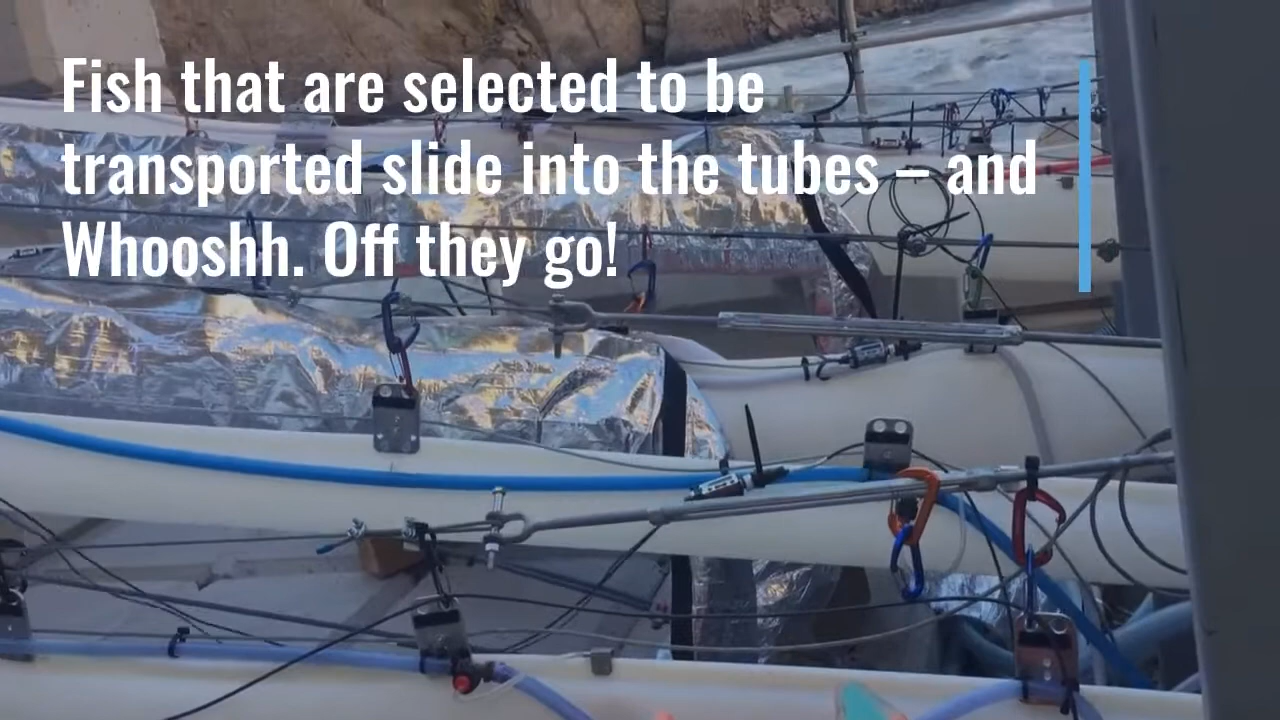 Fish that are selected to be
transported slide into the tubes – and
Whooshh. Off they go!